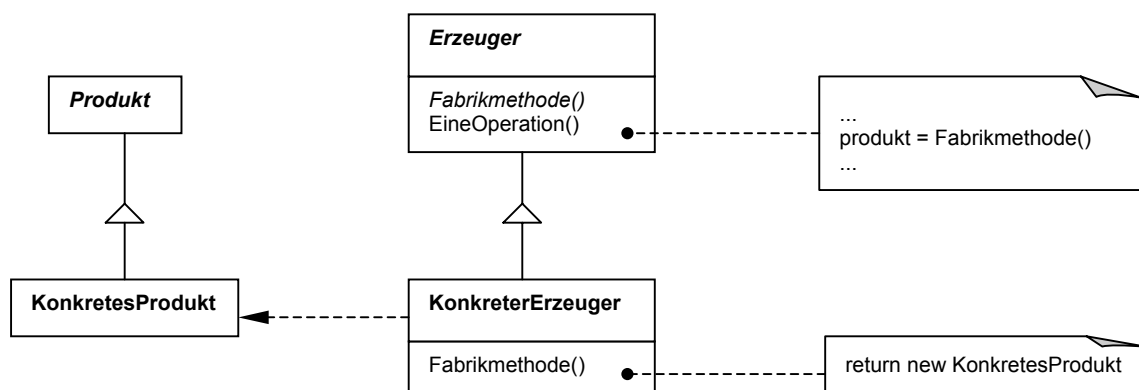 Erzeuger
Produkt
Fabrikmethode()
EineOperation()
...
produkt = Fabrikmethode()
...
KonkretesProdukt
KonkreterErzeuger
Fabrikmethode()
return new KonkretesProdukt